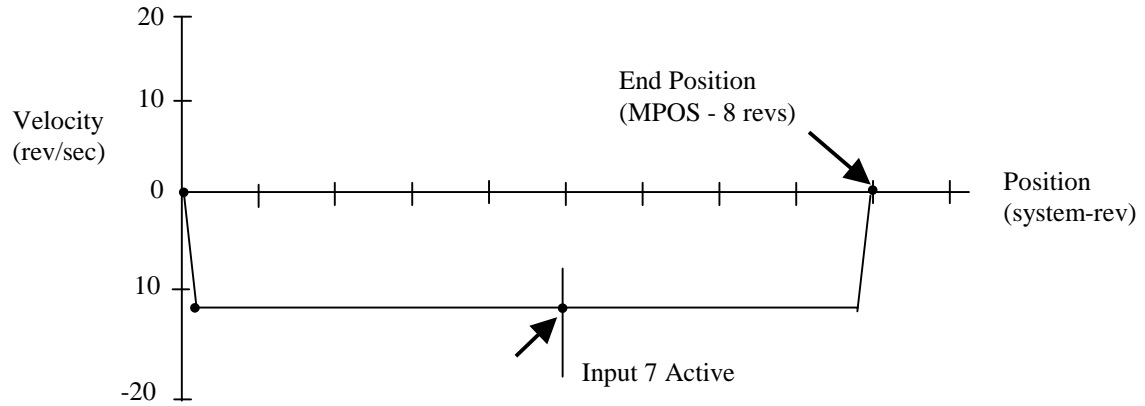 20
End Position
(MPOS - 8 revs)
10
Velocity
(rev/sec)
0
Position
(system-rev)
10
Input 7 Active
-20